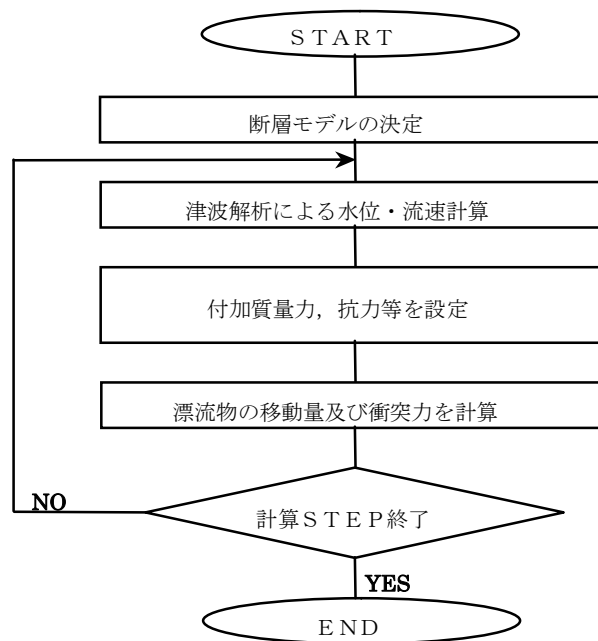 ＳＴＡＲＴ
断層モデルの決定
津波解析による水位・流速計算
付加質量力，抗力等を設定
漂流物の移動量及び衝突力を計算
NO
計算ＳＴＥＰ終了
YES
ＥＮＤ